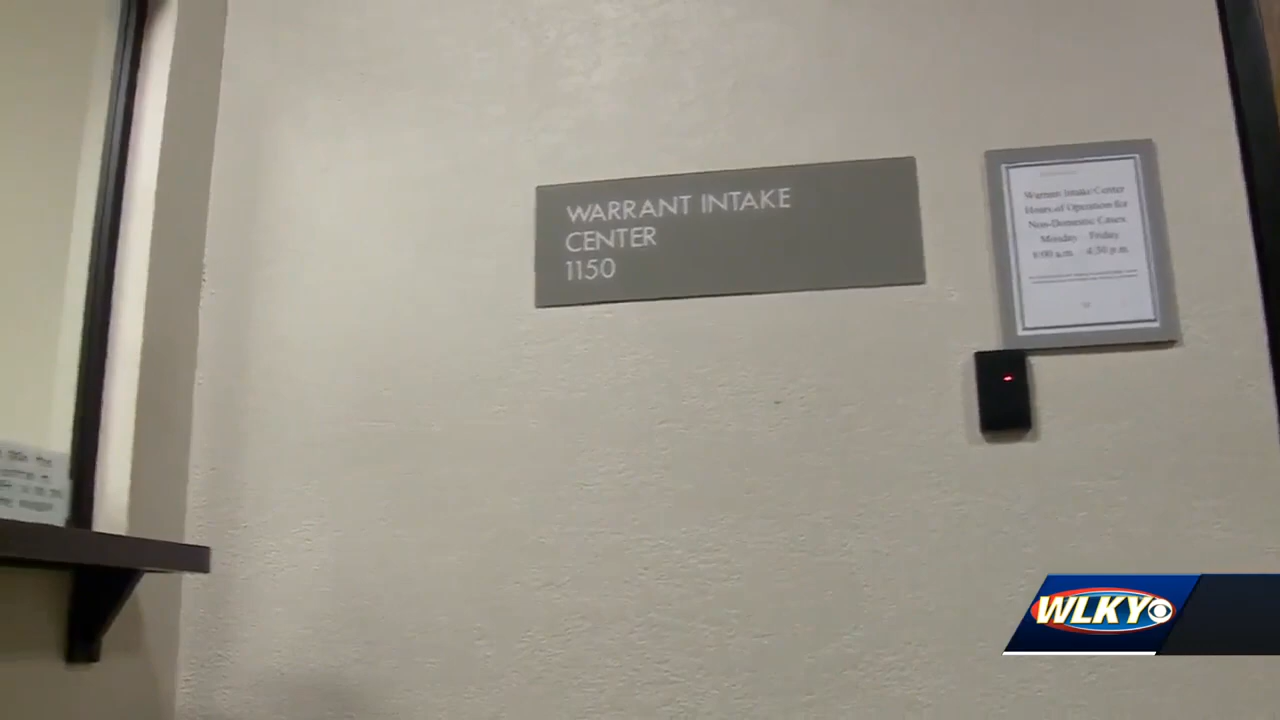 WARRANT INTAKE
CENTER
1150
Warrant Intake Center
Hours of Operation for
Non-Domestic Cases
Monday Friday
8:00 a.m. 4:30 p.m.
WLKY